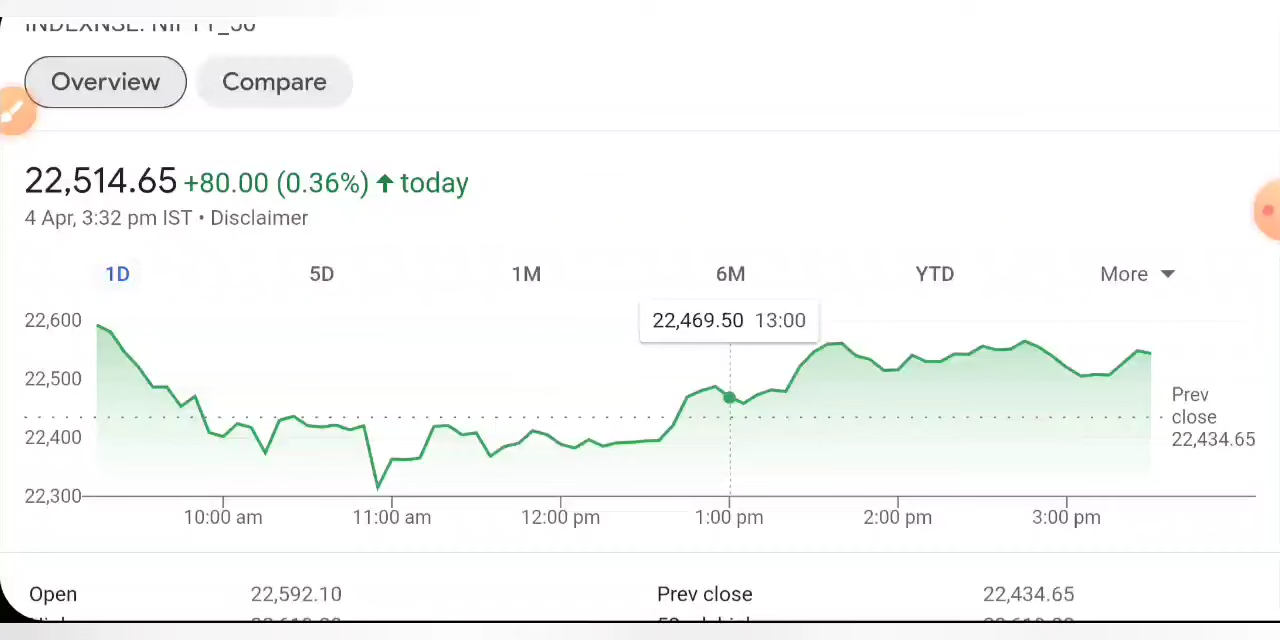 INDEXNSE: NIFTY_50
Overview Compare
22,514.65 +80.00 (0.36%) ↑ today
4 Apr, 3:32 pm IST • Disclaimer
1D 5D 1M 6M YTD More
22,469.50 13:00
22,600
22,500
22,400
22,300
Prev
close
22,434.65
10:00 am 11:00 am 12:00 pm 1:00 pm 2:00 pm 3:00 pm
Open 22,592.10 Prev close 22,434.65